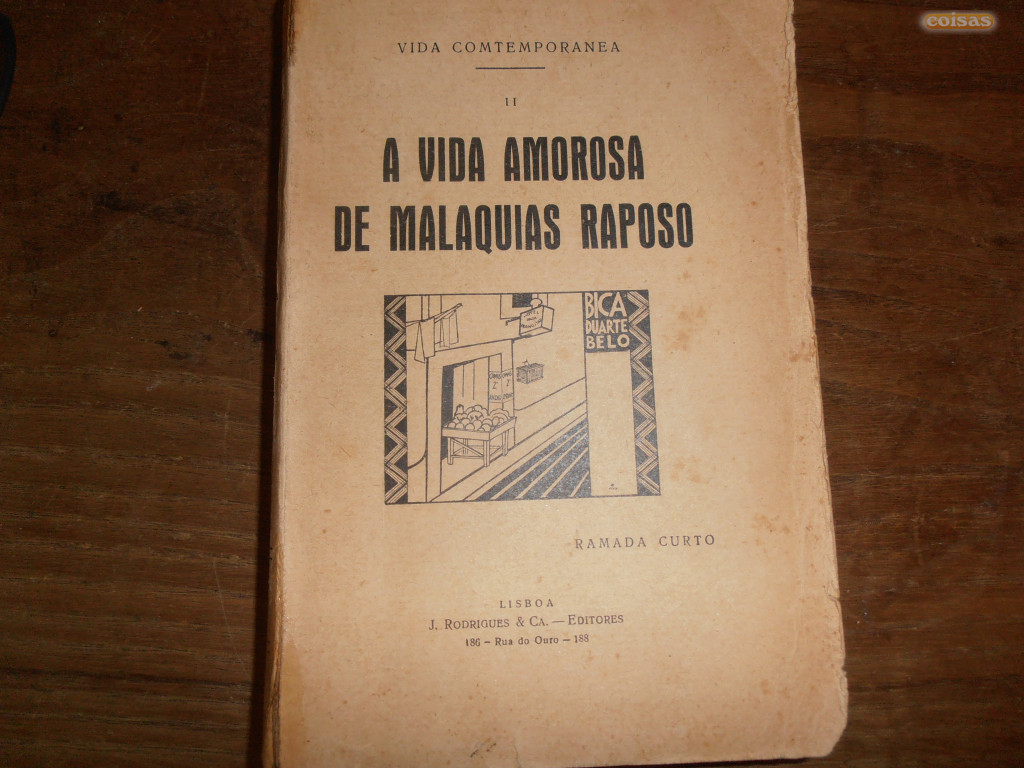 coisas
VIDA COMTEMPORANEA
II
A VIDA AMOROSA
DE MALAQUIAS RAPOSO
BICA
DUARTE
BELO
RAMADA CURTO
LISBOA
J. RODRIGUES & CA. — EDITORES
186 — Rua do Ouro — 188